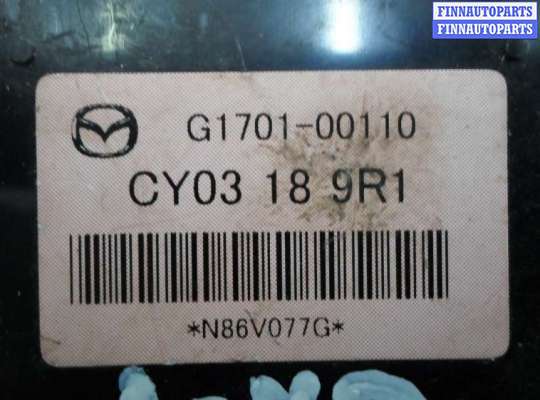 FINNAUTOPARTS
FINNAUTOPARTS
G1701-00110
CY03 18 9R1
*N86V077G*